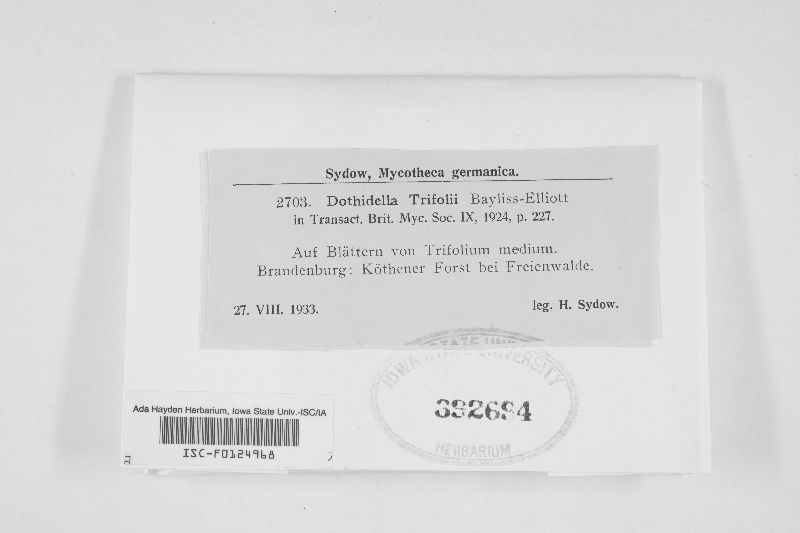 Sydow, Mycotheca germanica.
2703. Dothidella Trifolii Bayliss-Elliott
in Transact. Brit. Myc. Soc. IX, 1924, p. 227.
Auf Blättern von Trifolium medium.
Brandenburg: Köthener Forst bei Freienwalde.
27. VIII. 1933. leg. H. Sydow.
STATE UNI
IOWA STATE UNIVERSITY
392694
HERBARIUM
Ada Hayden Herbarium, Iowa State Univ.-ISC/IA
ISC-F0124968